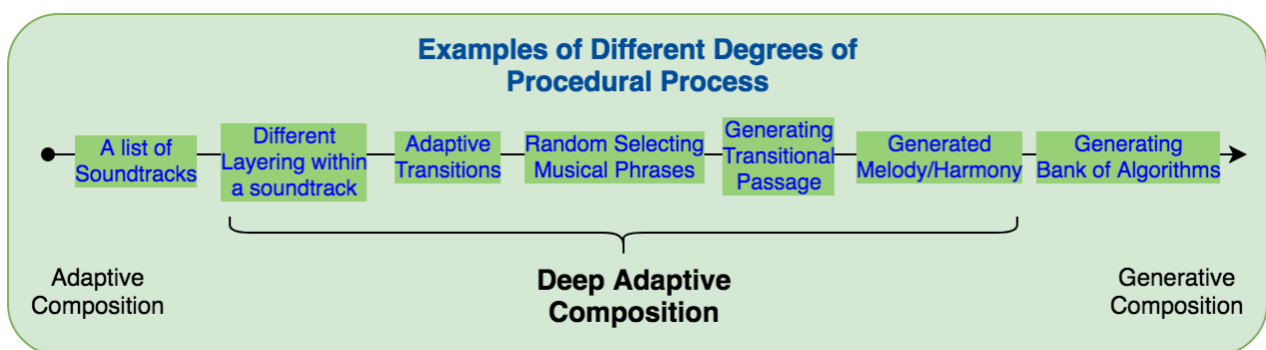 Examples of Different Degrees of
Procedural Process
A list of
Soundtracks
Different
Layering within
a soundtrack
Adaptive
Transitions
Random Selecting
Musical Phrases
Generating
Transitional
Passage
Generated
Melody/Harmony
Generating
Bank of Algorithms
Adaptive
Composition
Deep Adaptive
Composition
Generative
Composition